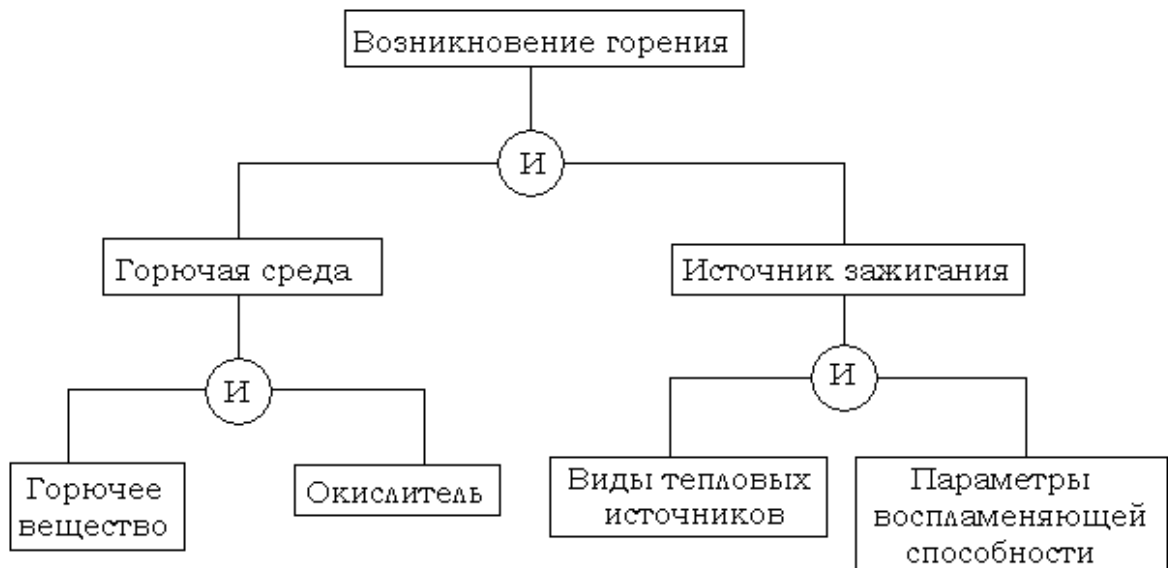 Возникновение горения
И
Горючая среда
Источник зажигания
И
И
Горючее
вещество
Окислитель
Виды тепловых
источников
Параметры
воспламеняющей
способности